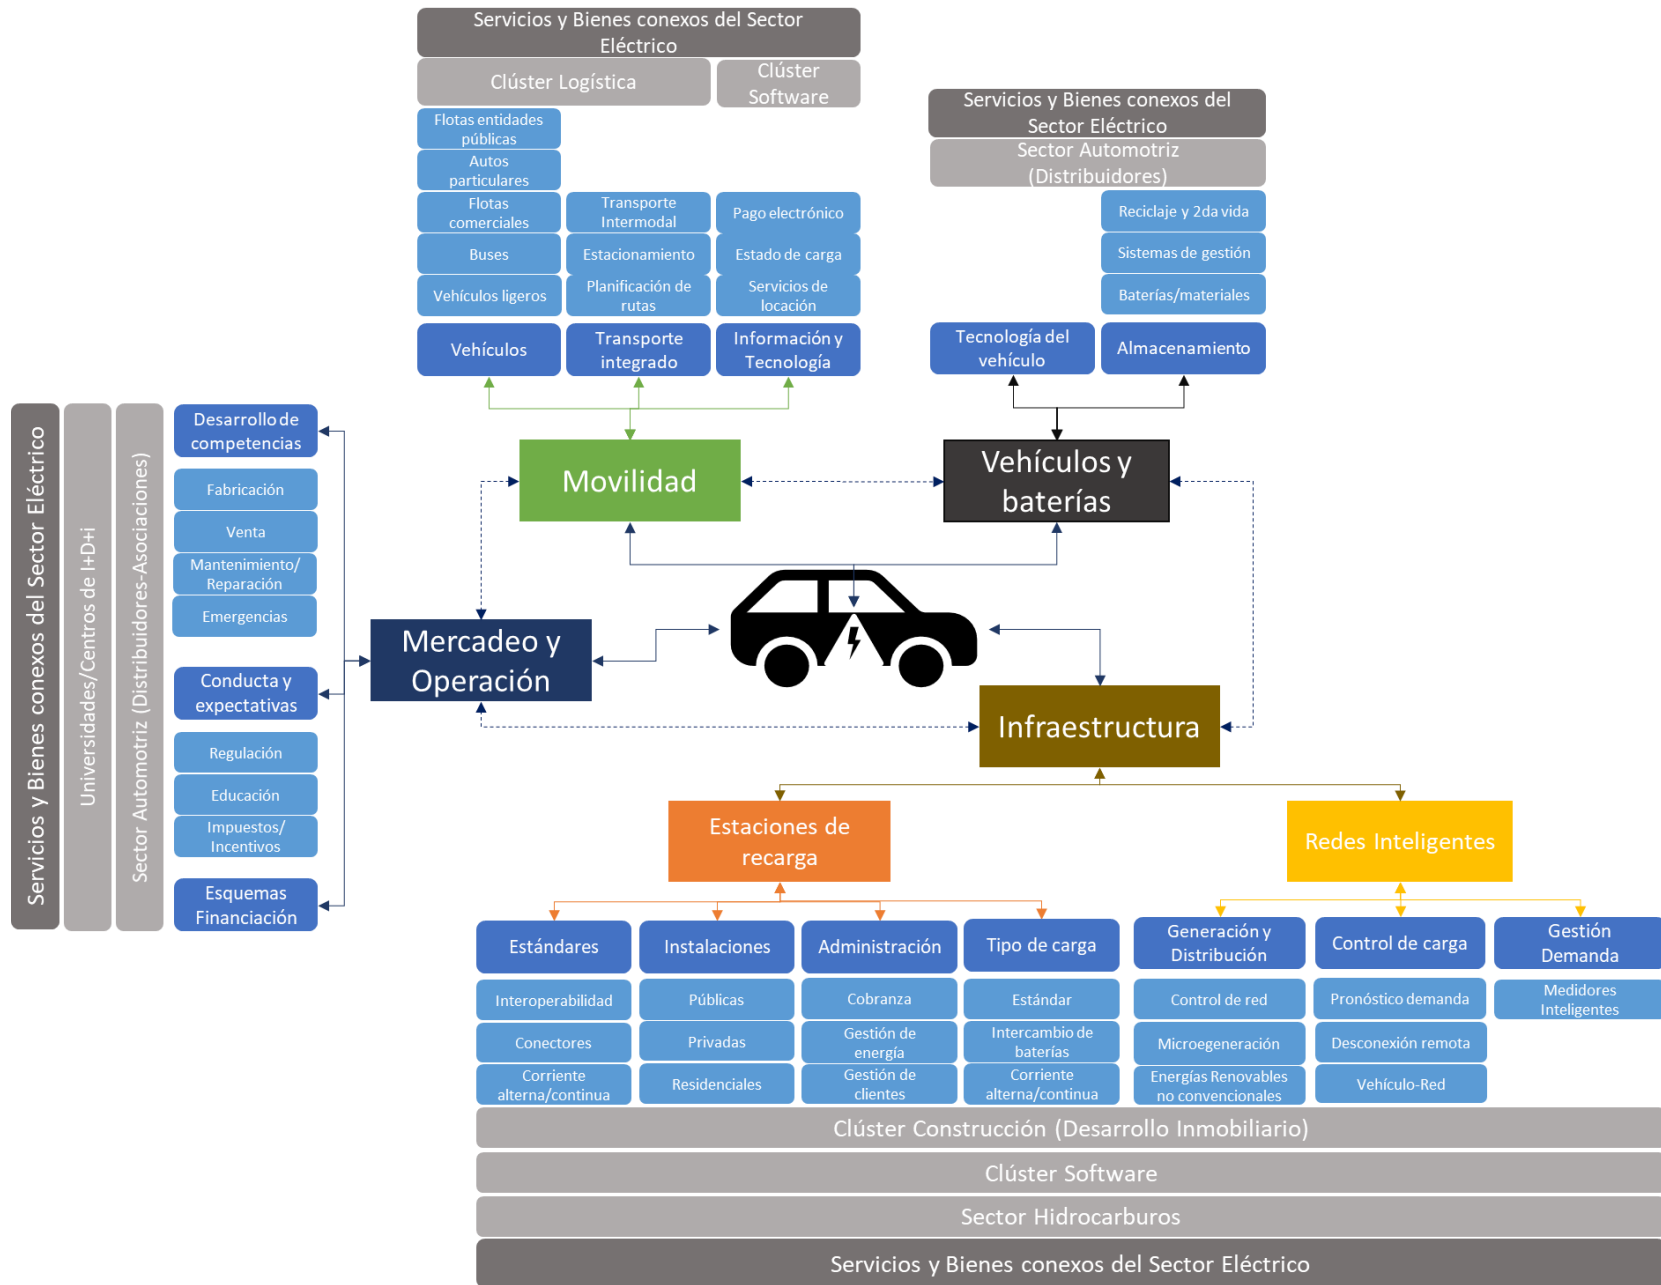 Servicios y Bienes conexos del Sector
Eléctrico
Clúster Logística
Clúster
Software
Flotas entidades
públicas
Autos
particulares
Flotas
comerciales
Buses
Vehículos ligeros
Transporte
Intermodal
Estacionamiento
Planificación de
rutas
Pago electrónico
Estado de carga
Servicios de
locación
Vehículos
Transporte
integrado
Información y
Tecnología
Servicios y Bienes conexos del
Sector Eléctrico
Sector Automotriz
(Distribuidores)
Reciclaje y 2da vida
Sistemas de gestión
Baterías/materiales
Tecnología del
vehículo
Almacenamiento
Servicios y Bienes conexos del Sector Eléctrico
Universidades/Centros de I+D+i
Sector Automotriz (Distribuidores-Asociaciones)
Desarrollo de
competencias
Fabricación
Venta
Mantenimiento/
Reparación
Emergencias
Conducta y
expectativas
Regulación
Educación
Impuestos/
Incentivos
Esquemas
Financiación
Movilidad
Vehículos y
baterías
Mercadeo y
Operación
Infraestructura
Estaciones de
recarga
Redes Inteligentes
Estándares
Interoperabilidad
Conectores
Corriente
alterna/continua
Instalaciones
Públicas
Privadas
Residenciales
Administración
Cobranza
Gestión de
energía
Gestión de
clientes
Tipo de carga
Estándar
Intercambio de
baterías
Corriente
alterna/continua
Generación y
Distribución
Control de red
Microegeneración
Energías Renovables
no convencionales
Control de carga
Pronóstico demanda
Desconexión remota
Vehículo-Red
Gestión
Demanda
Medidores
Inteligentes
Clúster Construcción (Desarrollo Inmobiliario)
Clúster Software
Sector Hidrocarburos
Servicios y Bienes conexos del Sector Eléctrico